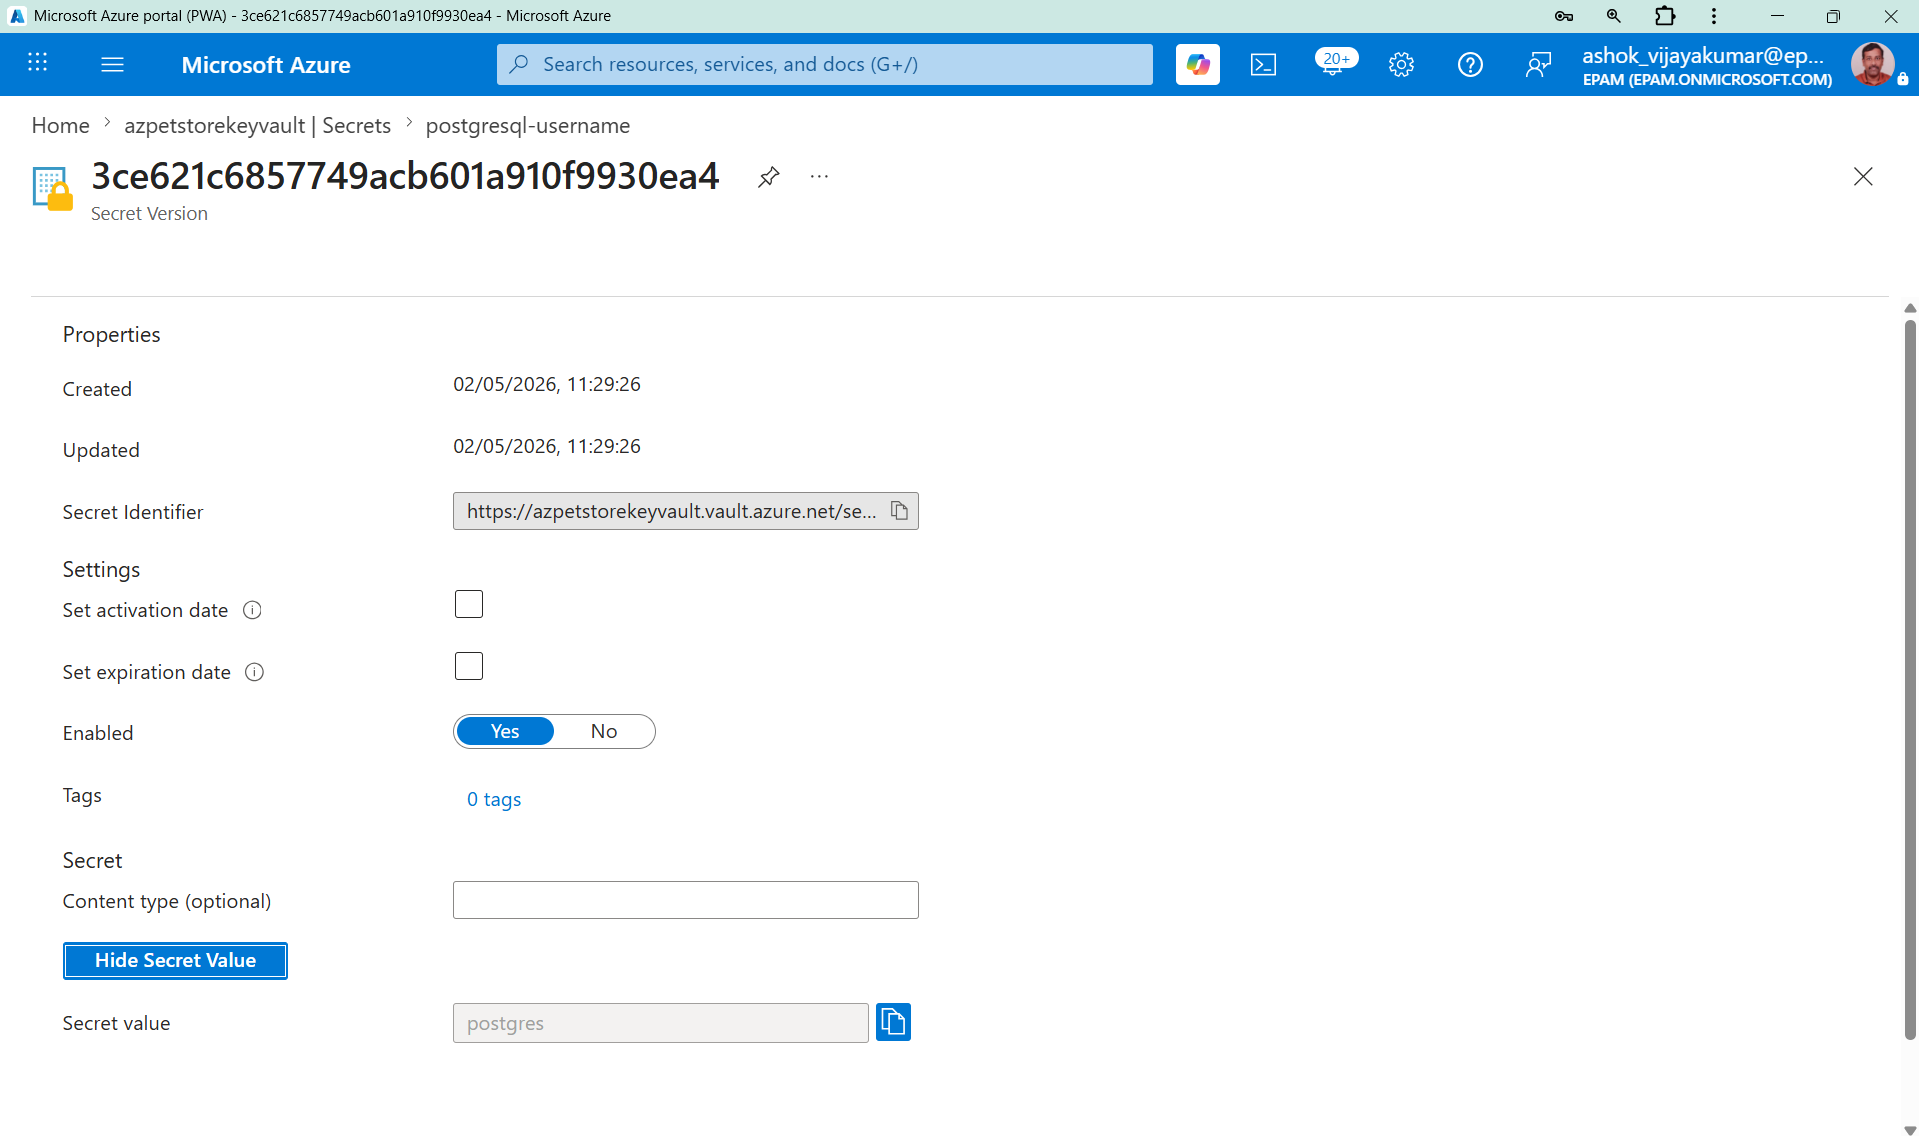 Microsoft Azure portal (PWA) - 3ce621c6857749acb601a910f9930ea4 - Microsoft Azure
Microsoft Azure
Search resources, services, and docs (G+/)
20+
ashok_vijayakumar@ep...
EPAM (EPAM.ONMICROSOFT.COM)
Home > azpetstorekeyvault | Secrets > postgresql-username
3ce621c6857749acb601a910f9930ea4
Secret Version
Properties
Created 02/05/2026, 11:29:26
Updated 02/05/2026, 11:29:26
Secret Identifier https://azpetstorekeyvault.vault.azure.net/se...
Settings
Set activation date
Set expiration date
Enabled Yes No
Tags 0 tags
Secret
Content type (optional)
Hide Secret Value
Secret value postgres